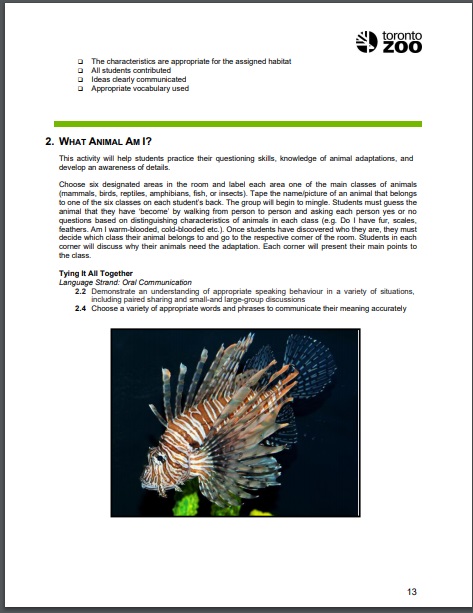 toronto
ZOO
❑ The characteristics are appropriate for the assigned habitat
❑ All students contributed
❑ Ideas clearly communicated
❑ Appropriate vocabulary used
2. WHAT ANIMAL AM I?
This activity will help students practice their questioning skills, knowledge of animal adaptations, and
develop an awareness of details.
Choose six designated areas in the room and label each area one of the main classes of animals
(mammals, birds, reptiles, amphibians, fish, or insects). Tape the name/picture of an animal that belongs
to one of the six classes on each student's back. The group will begin to mingle. Students must guess the
animal that they have 'become' by walking from person to person and asking each person yes or no
questions based on distinguishing characteristics of animals in each class (e.g. Do I have fur, scales,
feathers. Am I warm-blooded, cold-blooded etc.). Once students have discovered who they are, they must
decide which class their animal belongs to and go to the respective corner of the room. Students in each
corner will discuss why their animals need the adaptation. Each corner will present their main points to
the class.
Tying It All Together
Language Strand: Oral Communication
2.2 Demonstrate an understanding of appropriate speaking behaviour in a variety of situations,
including paired sharing and small-and large-group discussions
2.4 Choose a variety of appropriate words and phrases to communicate their meaning accurately
13